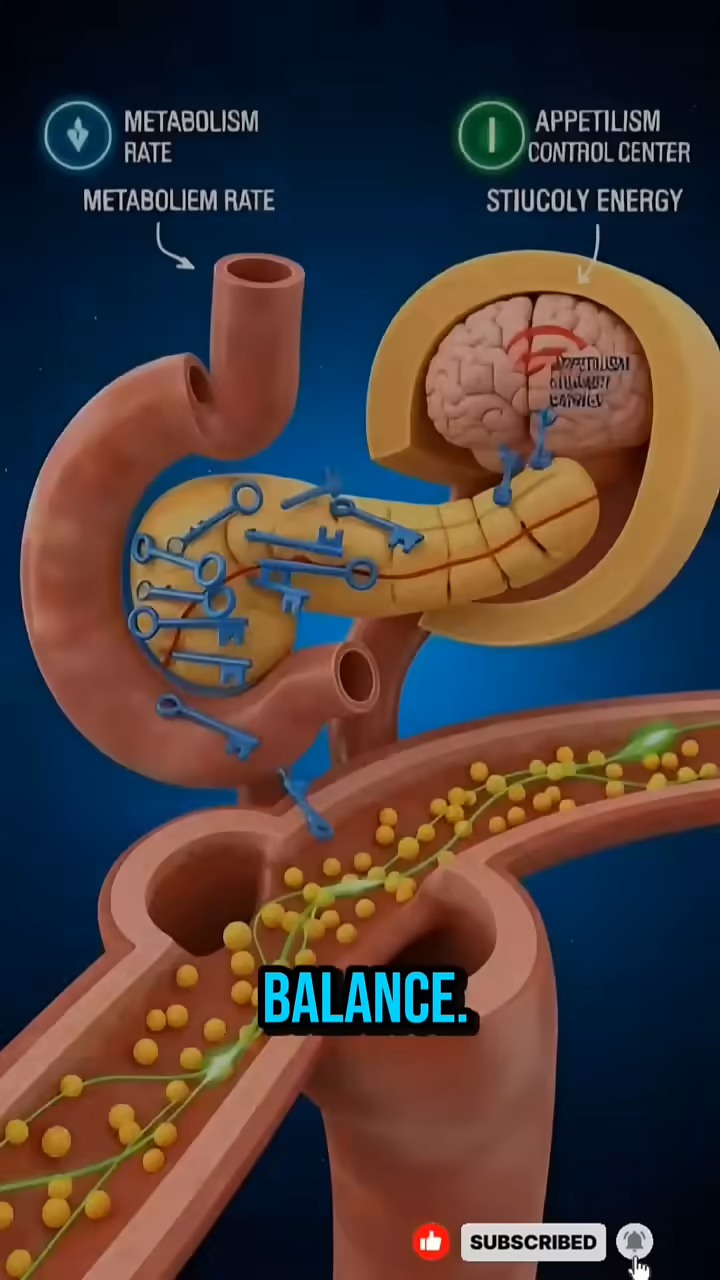 METABOLISM
RATE
METABOLIEM RATE
APPETILISM
CONTROL CENTER
STIUCOLY ENERGY
BALANCE.
SUBSCRIBED